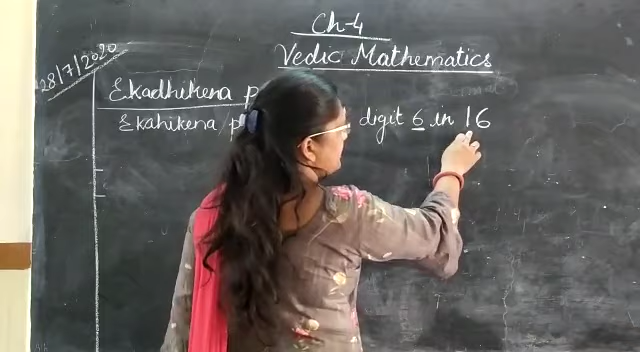 Ch-4
28/7/2020
Vedic Mathematics
Ekadhikena
Ekahikena digit 6 in 16